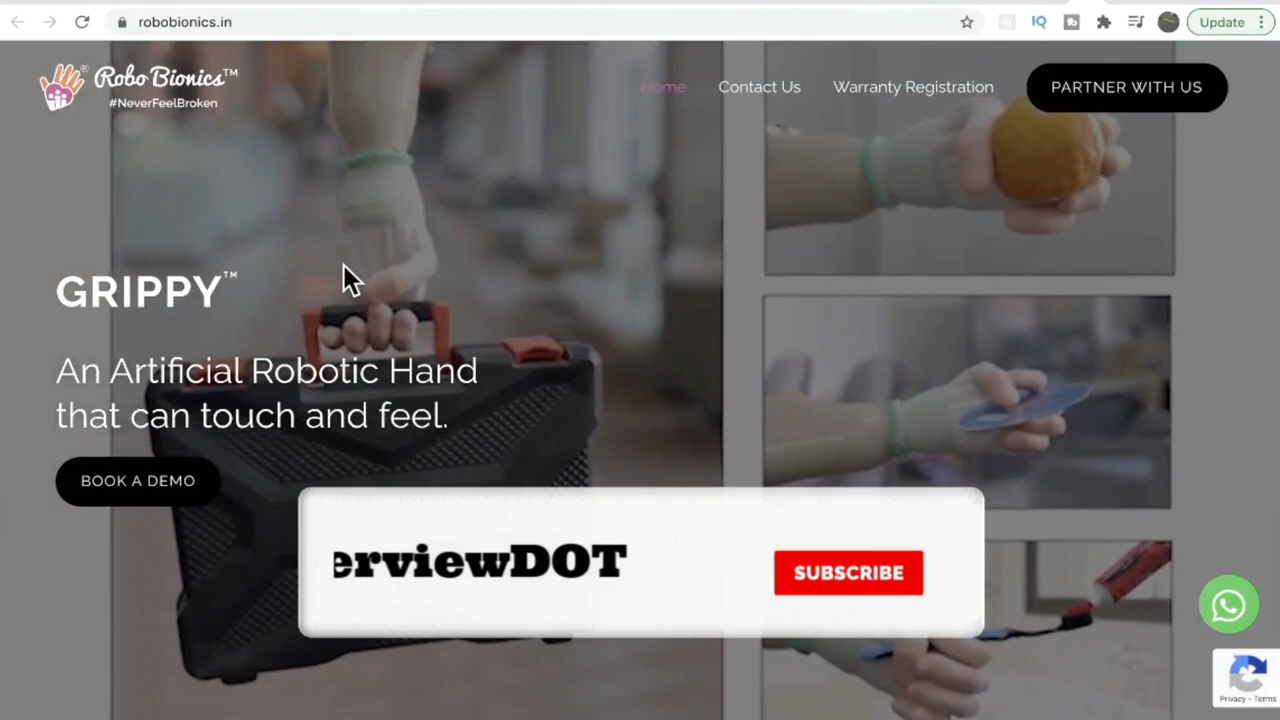 robobionics.in
IQ
Update
Robo Bionics™
#NeverFeelBroken
Home
Contact Us
Warranty Registration
PARTNER WITH US
GRIPPY™
An Artificial Robotic Hand
that can touch and feel.
BOOK A DEMO
erviewDOT
SUBSCRIBE
Privacy - Terms